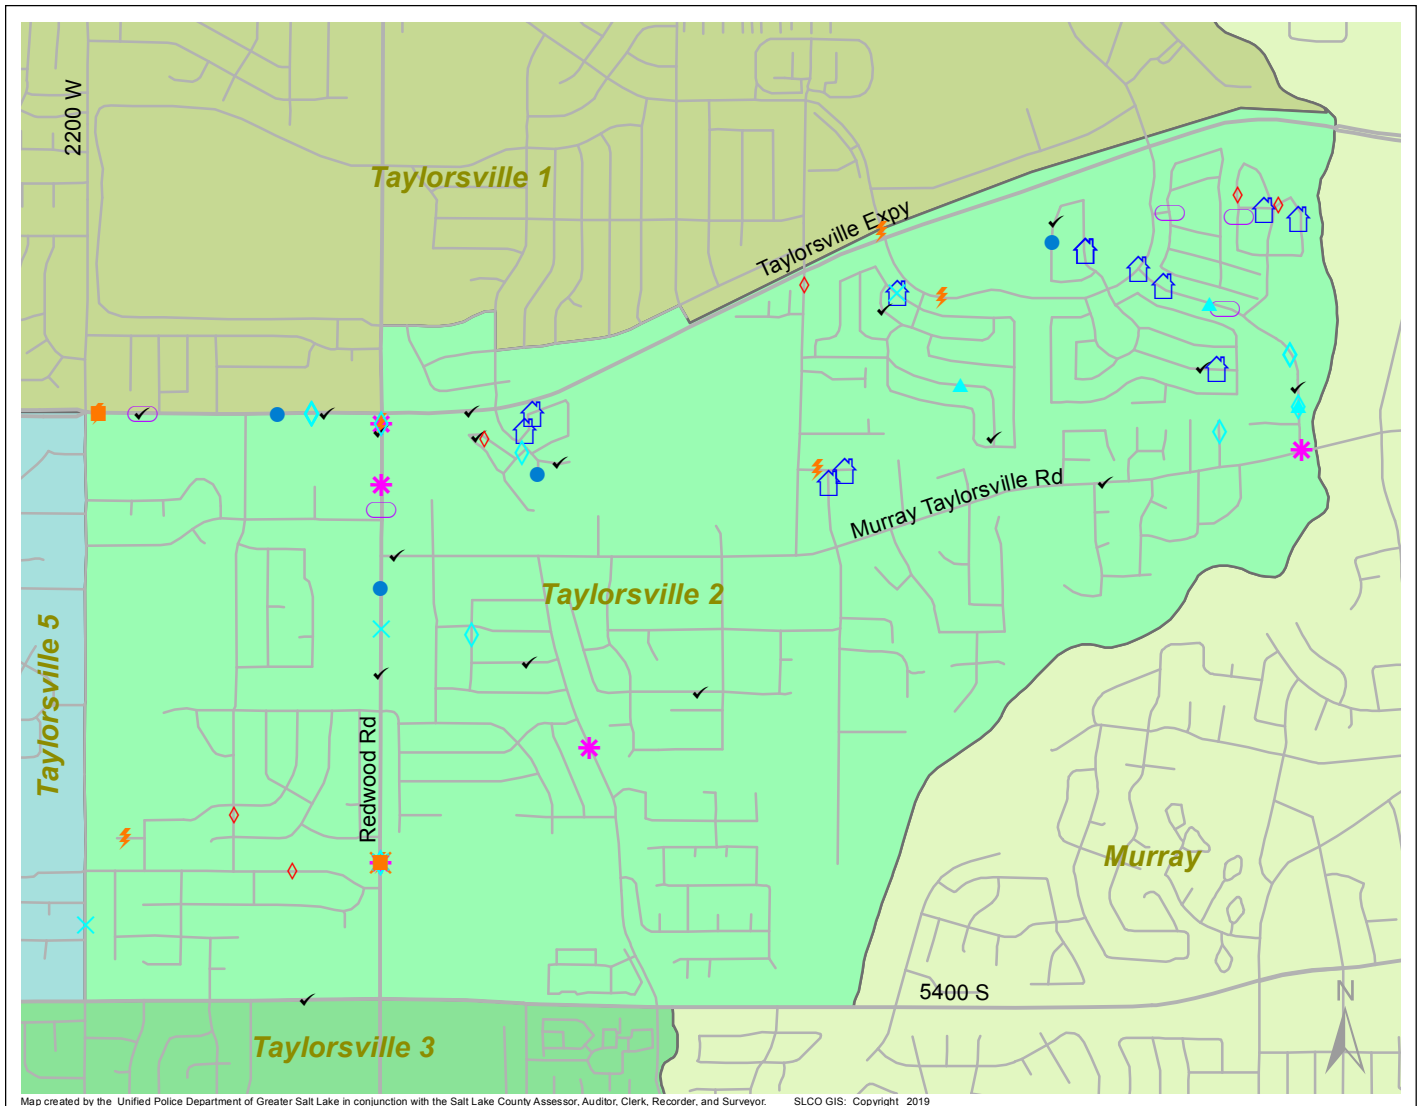 2200 W
Taylorsville 1
Taylorsville Expy
Murray Taylorsville Rd
Taylorsville 2
Taylorsville 5
Redwood Rd
Murray
5400 S
N
Taylorsville 3
Map created by the Unified Police Department of Greater Salt Lake in conjunction with the Salt Lake County Assessor, Auditor, Clerk, Recorder, and Surveyor. SLCO GIS: Copyright 2019